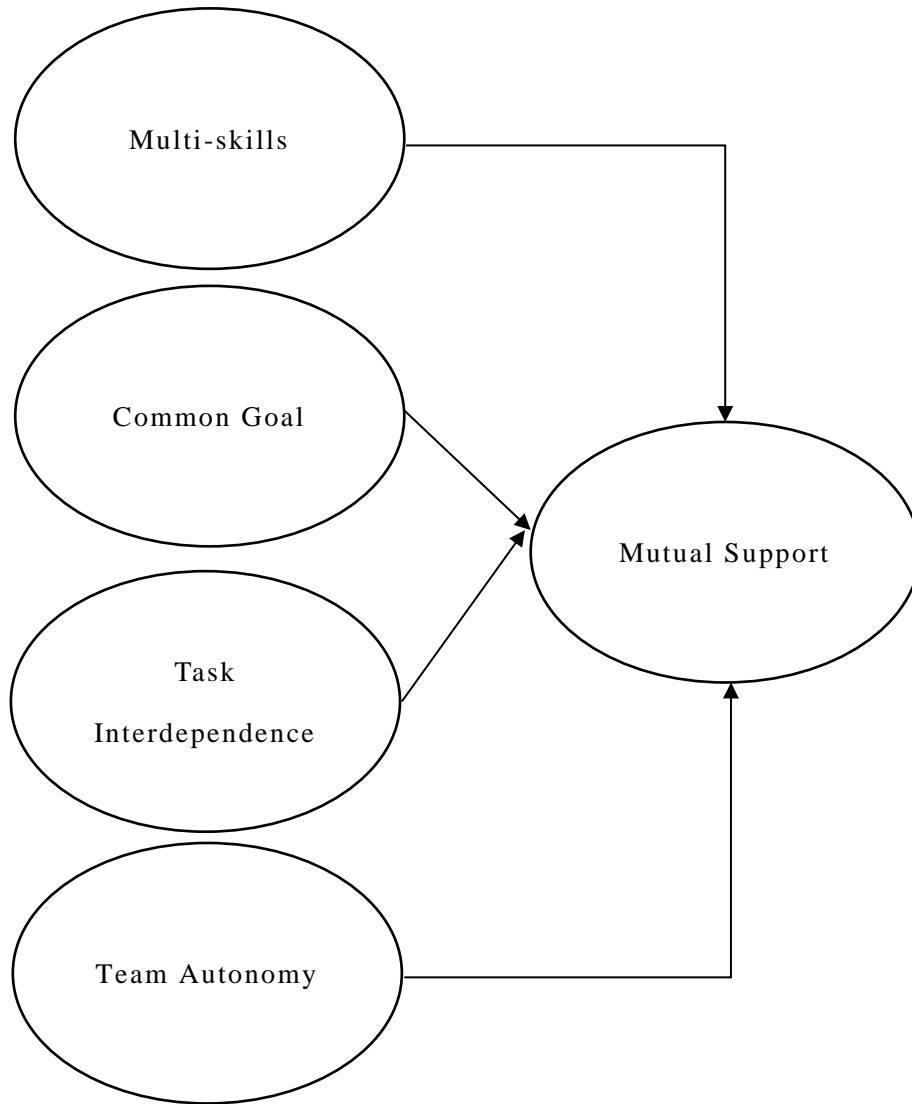 Multi-skills
Common Goal
Mutual Support
Task
Interdependence
Team Autonomy